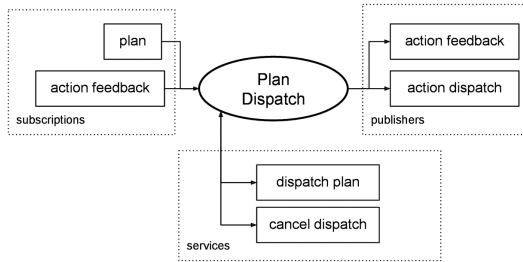 plan
action feedback
subscriptions
Plan
Dispatch
action feedback
action dispatch
publishers
dispatch plan
cancel dispatch
services